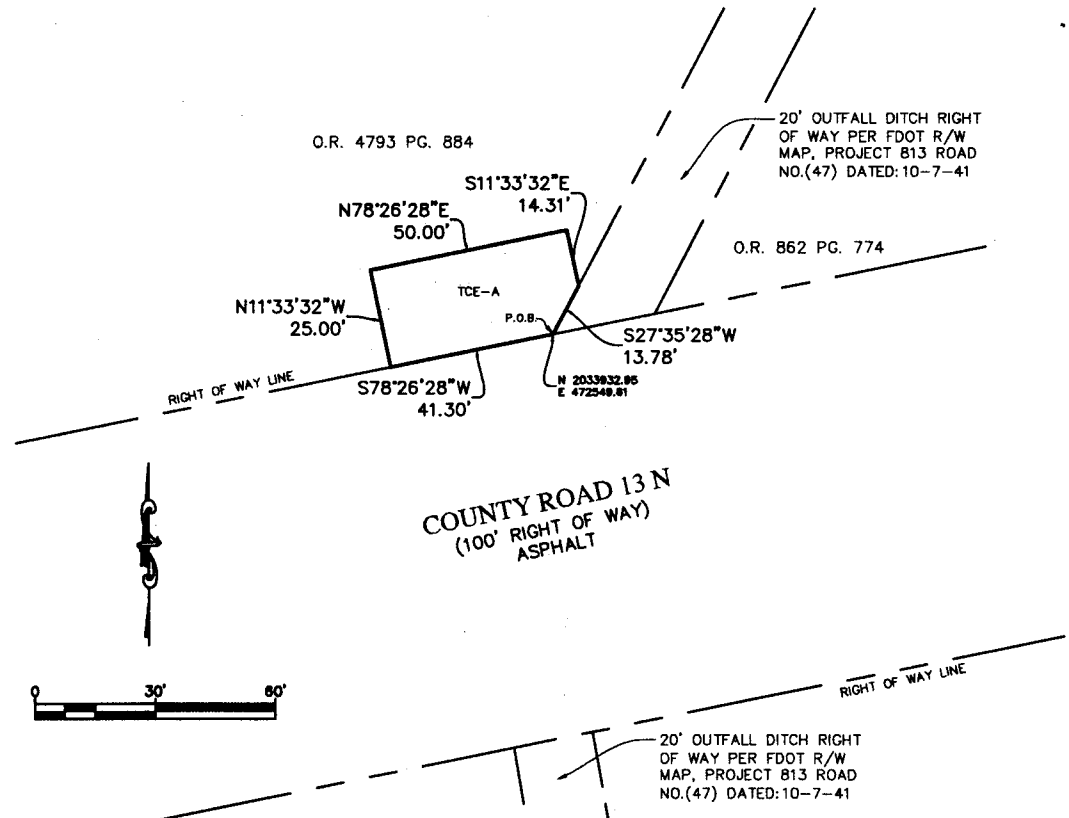 20' OUTFALL DITCH RIGHT
OF WAY PER FDOT R/W
MAP, PROJECT 813 ROAD
NO.(47) DATED:10-7-41
O.R. 4793 PG. 884
S11°33'32"E
14.31'
N78°26'28"E
50.00'
O.R. 862 PG. 774
N11°33'32"W
25.00'
TCE-A
P.O.B.
S27°35'28"W
13.78'
N 2033932.95
E 472549.81
S78°26'28"W
41.30'
RIGHT OF WAY LINE
COUNTY ROAD 13 N
(100' RIGHT OF WAY)
ASPHALT
0 30' 60'
RIGHT OF WAY LINE
20' OUTFALL DITCH RIGHT
OF WAY PER FDOT R/W
MAP, PROJECT 813 ROAD
NO.(47) DATED:10-7-41